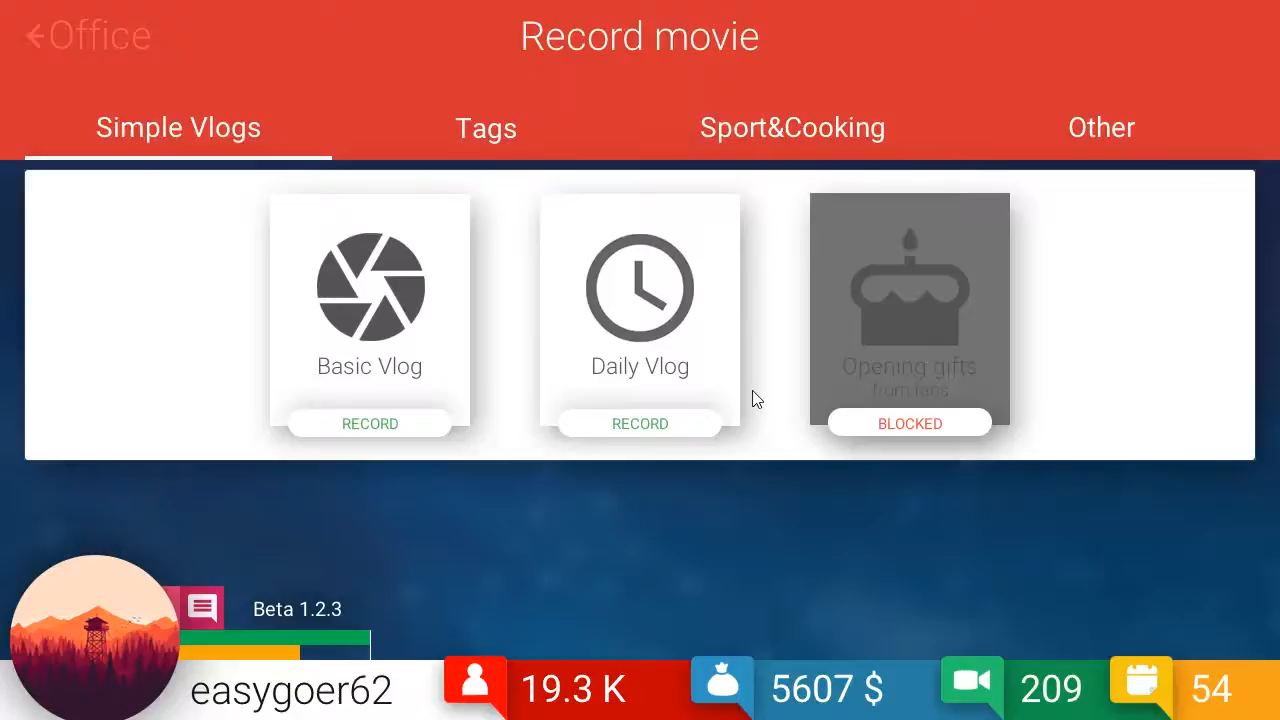 Office
Record movie
Simple Vlogs
Tags
Sport&Cooking
Other
Basic Vlog
RECORD
Daily Vlog
RECORD
Opening gifts
from fans
BLOCKED
Beta 1.2.3
easygoer62
19.3 K
5607 $
209
54